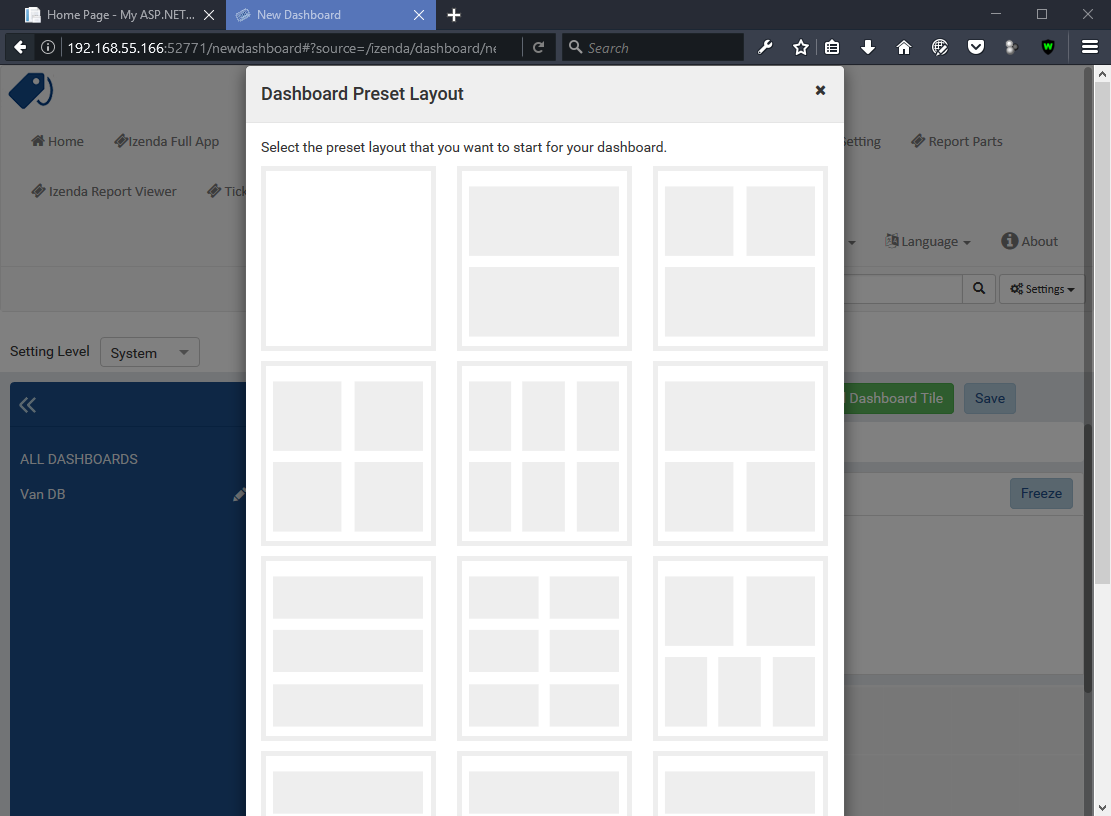 Home Page - My ASP.NET...
New Dashboard
192.168.55.166:52771/newdashboard#?source=/izenda/dashboard/ne
Search
Dashboard Preset Layout
Select the preset layout that you want to start for your dashboard.
Home
Izenda Full App
Setting
Report Parts
Izenda Report Viewer
Tick
Language
About
Settings
Setting Level
System
Dashboard Tile
Save
ALL DASHBOARDS
Van DB
Freeze